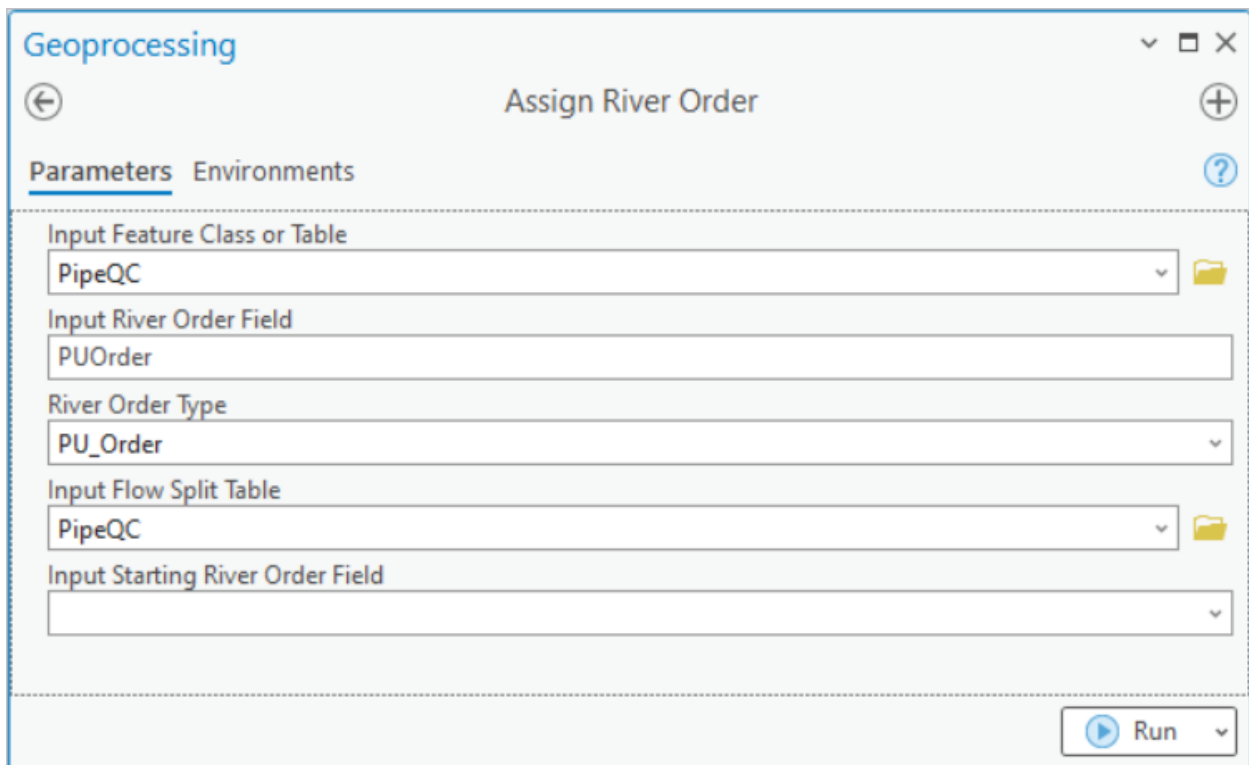 Geoprocessing
Assign River Order
Parameters Environments
Input Feature Class or Table
PipeQC
Input River Order Field
PUOrder
River Order Type
PU_Order
Input Flow Split Table
PipeQC
Input Starting River Order Field
Run